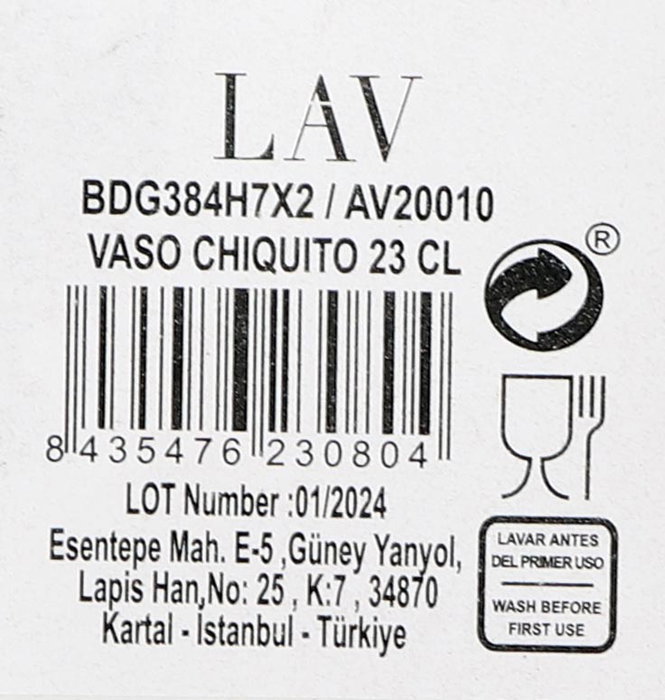 LAV
BDG384H7X2 / AV20010
VASO CHIQUITO 23 CL
®
8 435476 230804
LOT Number :01/2024
Esentepe Mah. E-5 ,Güney Yanyol,
Lapis Han,No: 25 , K:7 , 34870
Kartal - İstanbul - Türkiye
LAVAR ANTES
DEL PRIMER USO
WASH BEFORE
FIRST USE